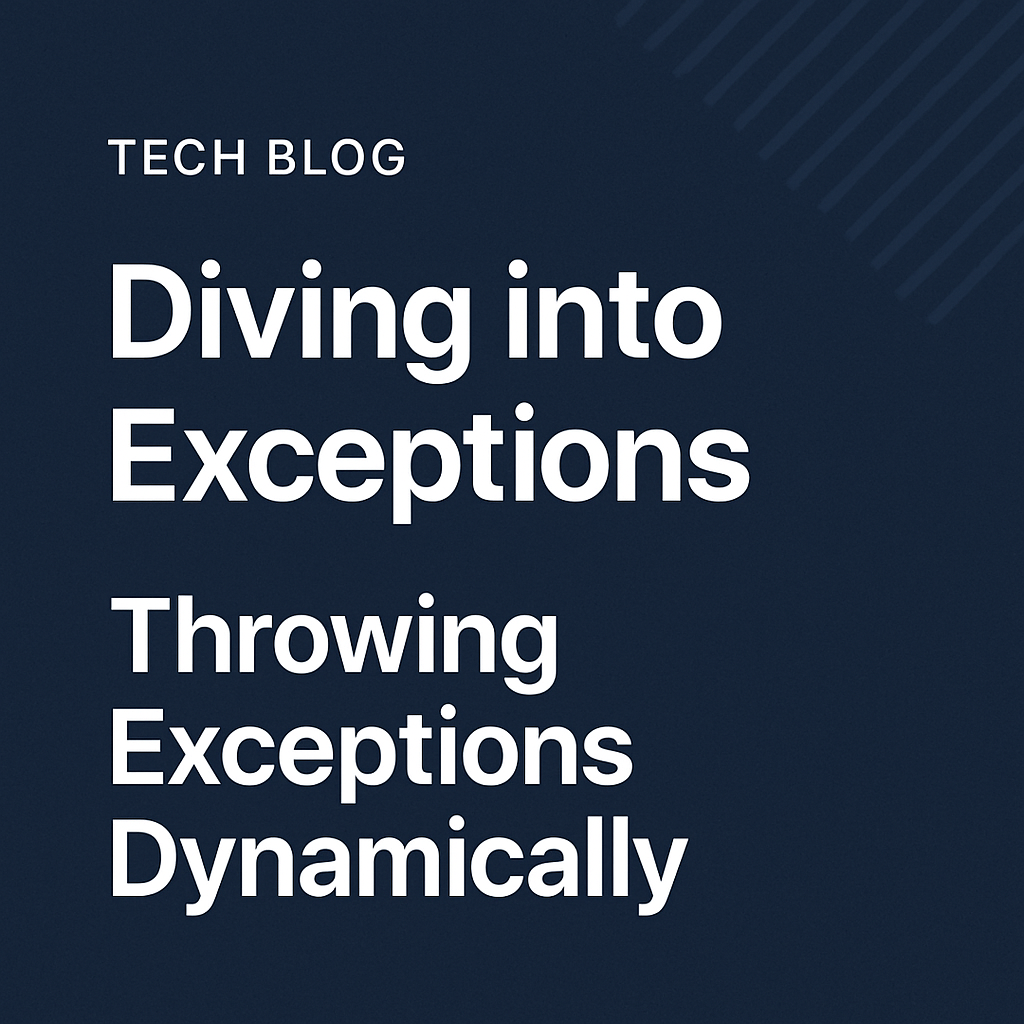 TECH BLOG
Diving into
Exceptions
Throwing
Exceptions
Dynamically